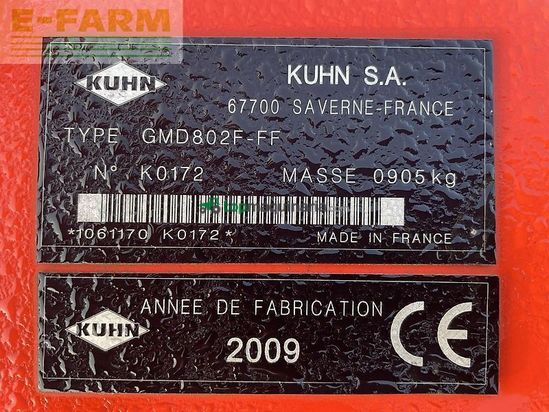 E-FARM
KUHN
KUHN S.A.
67700 SAVERNE-FRANCE
TYPE GMD802F-FF
N° K0172 MASSE 0905kg
*1061170 K0172*
MADE IN FRANCE
KUHN
ANNEE DE FABRICATION
2009
CE